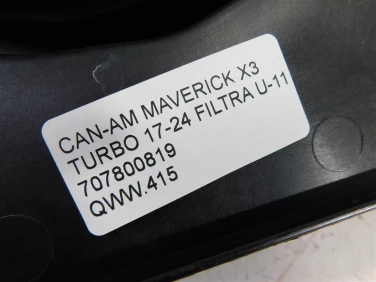 CAN-AM MAVERICK X3
TURBO 17-24 FILTRA U-11
707800819
QWW.415